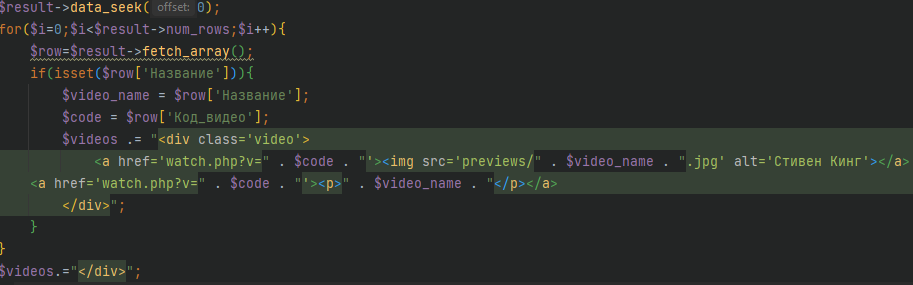 $result->data_seek( offset: 0);
for($i=0;$i<$result->num_rows;$i++){
$row=$result->fetch_array();
if(isset($row['Название'])){
$video_name = $row['Название'];
$code = $row['Код_видео'];
$videos .= "<div class='video'>
<a href='watch.php?v=" . $code . "'><img src='previews/" . $video_name . ".jpg' alt='Стивен Кинг'></a>
<a href='watch.php?v=" . $code . "'><p>" . $video_name . "</p></a>
</div>";
}
}
$videos.="</div>";